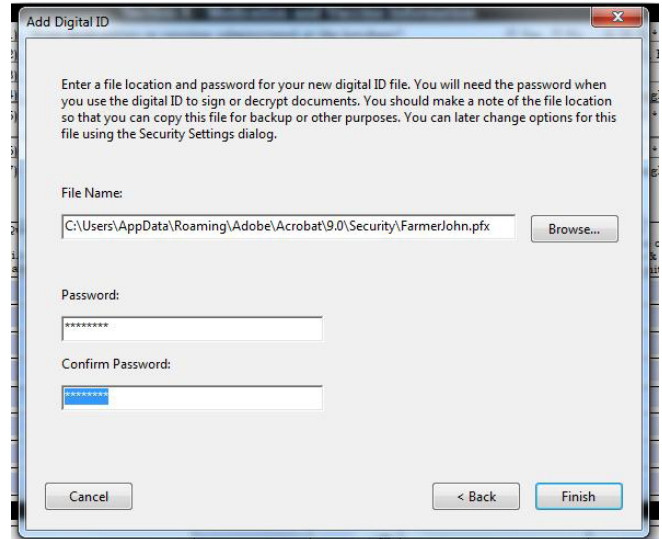 Add Digital ID
Enter a file location and password for your new digital ID file. You will need the password when
you use the digital ID to sign or decrypt documents. You should make a note of the file location
so that you can copy this file for backup or other purposes. You can later change options for this
file using the Security Settings dialog.
File Name:
C:\Users\AppData\Roaming\Adobe\Acrobat\9.0\Security\FarmerJohn.pfx
Browse...
Password:
********
Confirm Password:
********
Cancel
< Back
Finish